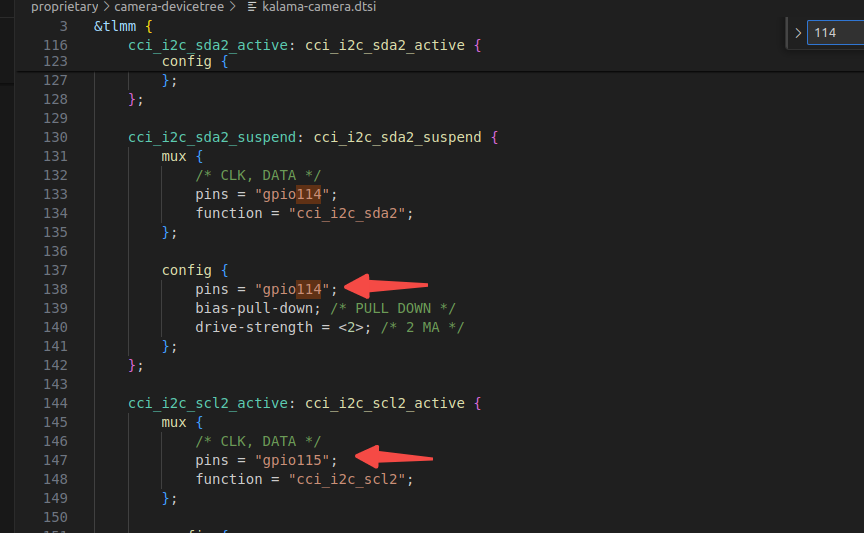 proprietary > camera-devicetree > kalama-camera.dtsi
3 &tlmm {
114
116 cci_i2c_sda2_active: cci_i2c_sda2_active {
123 config {
127 };
128 };
129
130 cci_i2c_sda2_suspend: cci_i2c_sda2_suspend {
131 mux {
132 /* CLK, DATA */
133 pins = "gpio114";
134 function = "cci_i2c_sda2";
135 };
136
137 config {
138 pins = "gpio114";
139 bias-pull-down; /* PULL DOWN */
140 drive-strength = <2>; /* 2 MA */
141 };
142 };
143
144 cci_i2c_scl2_active: cci_i2c_scl2_active {
145 mux {
146 /* CLK, DATA */
147 pins = "gpio115";
148 function = "cci_i2c_scl2";
149 };
150